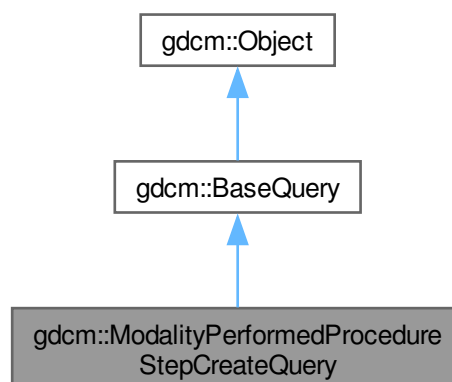 gdcm::Object
gdcm::BaseQuery
gdcm::ModalityPerformedProcedure
StepCreateQuery